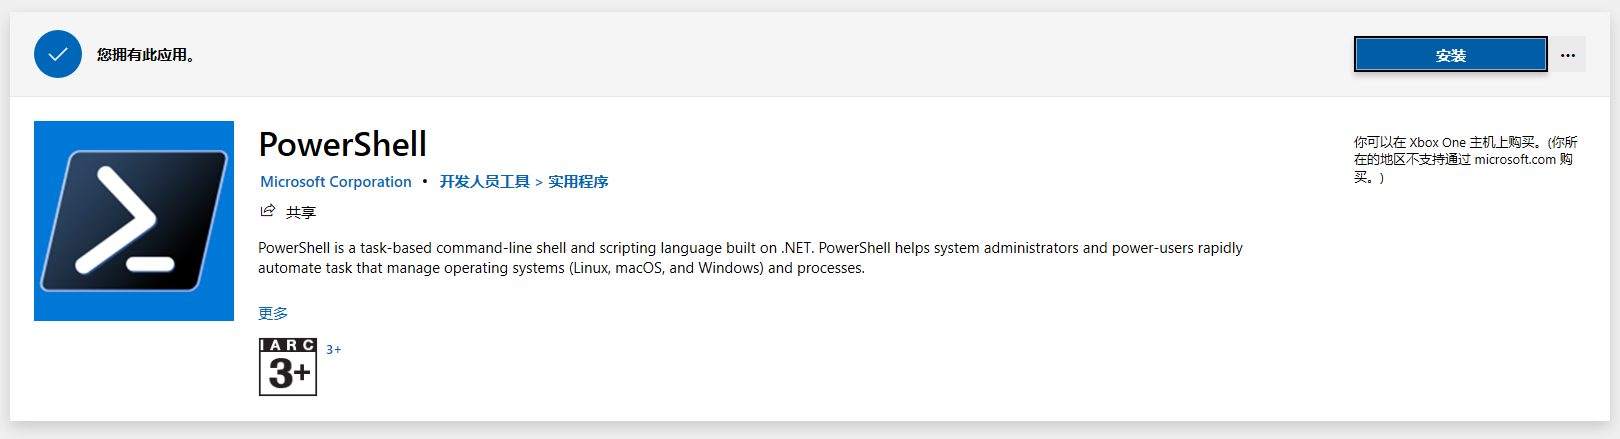 您拥有此应用。
安装
PowerShell
Microsoft Corporation • 开发人员工具 > 实用程序
共享
PowerShell is a task-based command-line shell and scripting language built on .NET. PowerShell helps system administrators and power-users rapidly
automate task that manage operating systems (Linux, macOS, and Windows) and processes.
更多
IARC
3+
3+
你可以在 Xbox One 主机上购买。(你所
在的地区不支持通过 microsoft.com 购
买。)